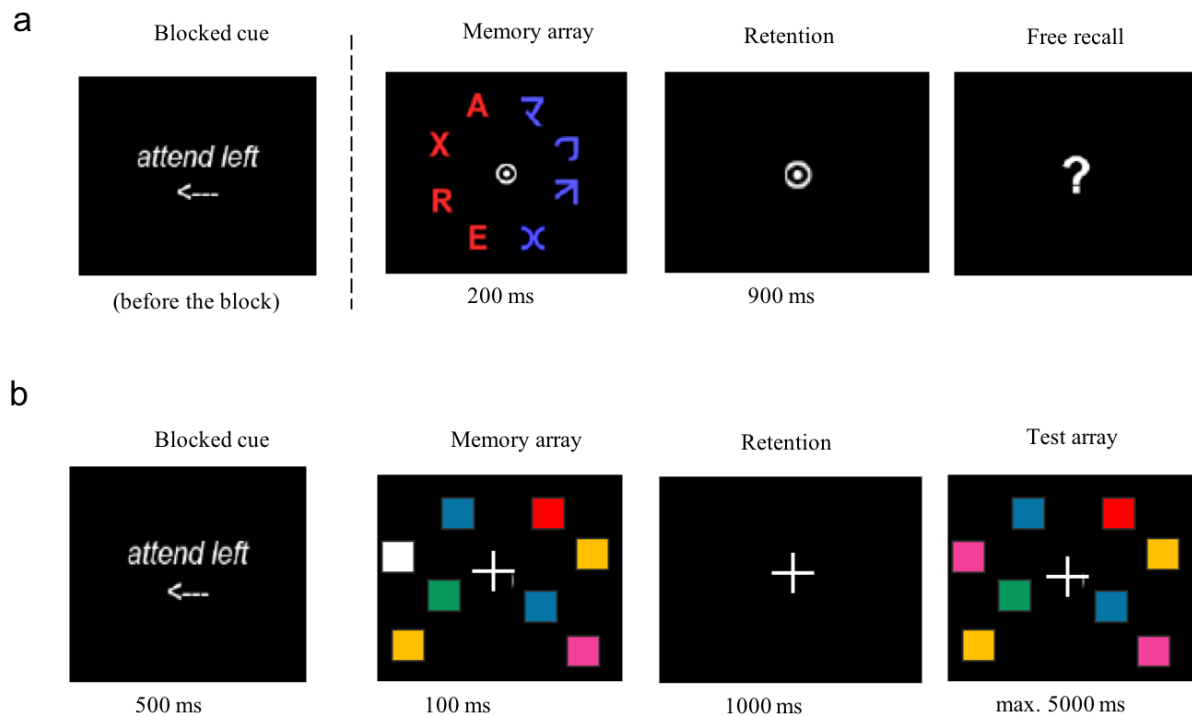 a
Blocked cue
Memory array
Retention
Free recall
attend left
<---
A
X
R
E
?
(before the block)
200 ms
900 ms
b
Blocked cue
Memory array
Retention
Test array
attend left
<---
500 ms
100 ms
1000 ms
max. 5000 ms